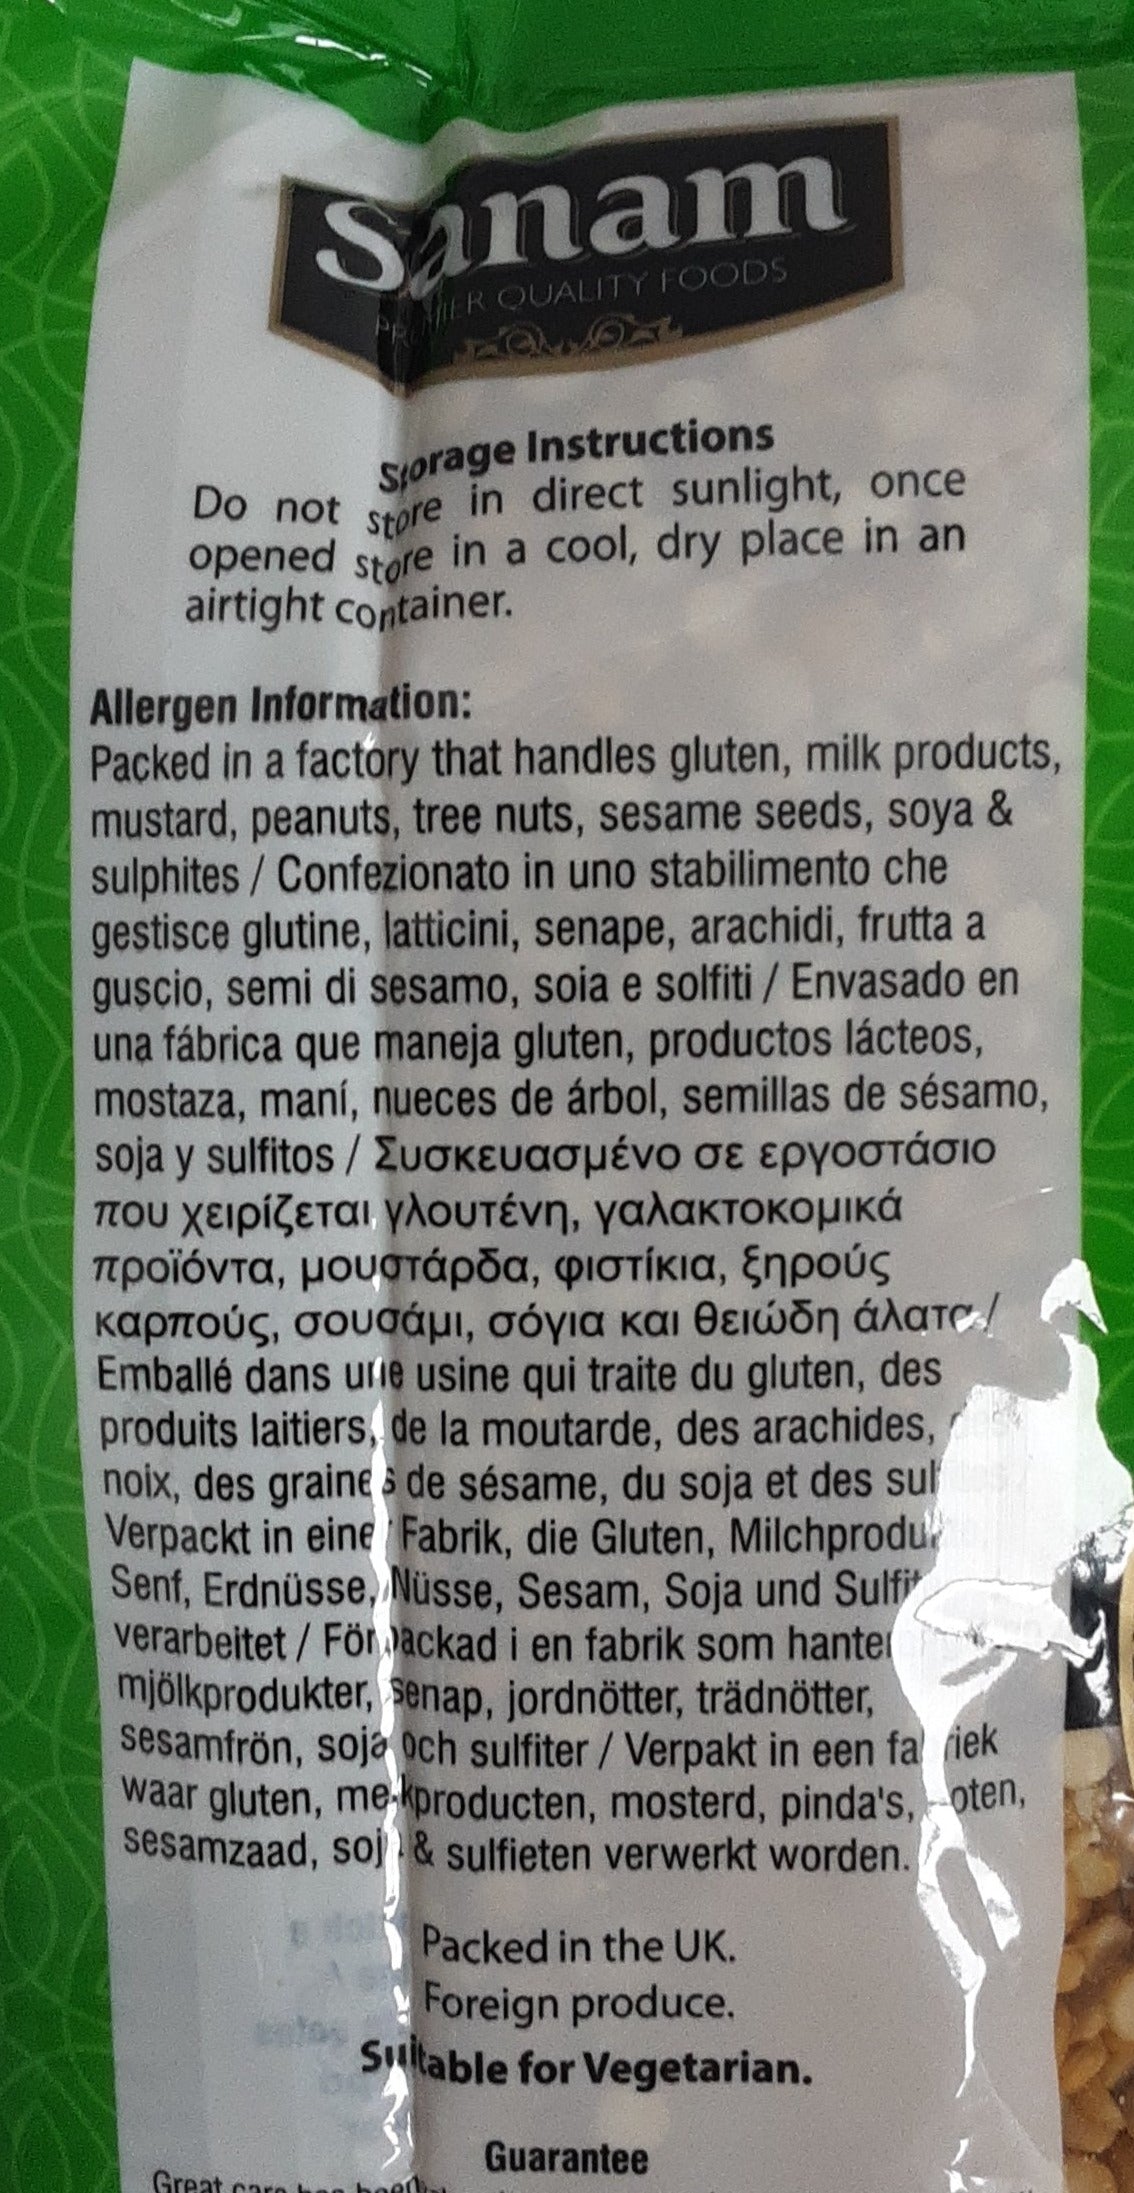 Sanam
PREMIER QUALITY FOODS
Storage Instructions
Do not store in direct sunlight, once
opened store in a cool, dry place in an
airtight container.
Allergen Information:
Packed in a factory that handles gluten, milk products,
mustard, peanuts, tree nuts, sesame seeds, soya &
sulphites / Confezionato in uno stabilimento che
gestisce glutine, latticini, senape, arachidi, frutta a
guscio, semi di sesamo, soia e solfiti / Envasado en
una fábrica que maneja gluten, productos lácteos,
mostaza, maní, nueces de árbol, semillas de sésamo,
soja y sulfitos / Συσκευασμένο σε εργοστάσιο
που χειρίζεται γλουτένη, γαλακτοκομικά
προϊόντα, μουστάρδα, φιστίκια, ξηρούς
καρπούς, σουσάμι, σόγια και θειώδη άλατα /
Emballé dans une usine qui traite du gluten, des
produits laitiers, de la moutarde, des arachides,
noix, des graines de sésame, du soja et des
Verpackt in einer Fabrik, die Gluten,
Senf, Erdnüsse, Nüsse, Sesam, Soja und
verarbeitet / Förpackad i en fabrik som
mjölkprodukter, senap, jordnötter, trädnötter,
sesamfrön, soja och sulfiter / Verpakt in een fabriek
waar gluten, melkproducten, mosterd, pinda's,
sesamzaad, soja & sulfieten verwerkt worden.
Packed in the UK.
Foreign produce.
Suitable for Vegetarian.
Guarantee
Great care has been